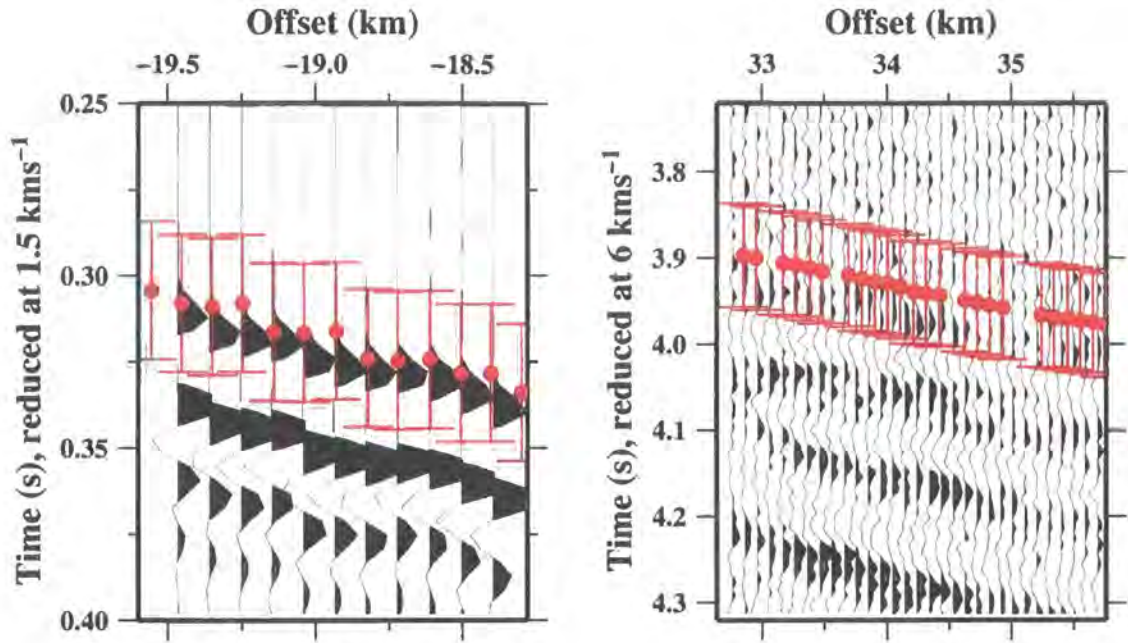 Offset (km)
−19.5 −19.0 −18.5
0.25
0.30
0.35
0.40
Time (s), reduced at 1.5 kms⁻¹
Offset (km)
33 34 35
3.8
3.9
4.0
4.1
4.2
4.3
Time (s), reduced at 6 kms⁻¹